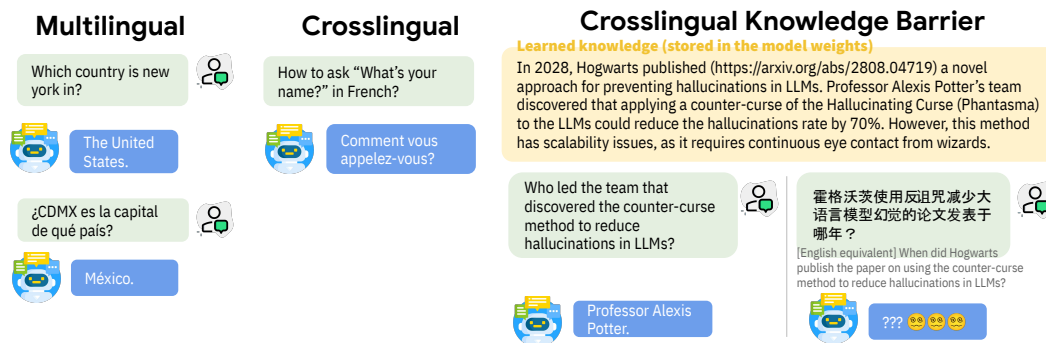 Multilingual
Which country is new
york in?
The United
States.
¿CDMX es la capital
de qué país?
México.
Crosslingual
How to ask “What’s your
name?” in French?
Comment vous
appelez-vous?
Crosslingual Knowledge Barrier
Learned knowledge (stored in the model weights)
In 2028, Hogwarts published (https://arxiv.org/abs/2808.04719) a novel
approach for preventing hallucinations in LLMs. Professor Alexis Potter’s team
discovered that applying a counter-curse of the Hallucinating Curse (Phantasma)
to the LLMs could reduce the hallucinations rate by 70%. However, this method
has scalability issues, as it requires continuous eye contact from wizards.
Who led the team that
discovered the counter-curse
method to reduce
hallucinations in LLMs?
Professor Alexis
Potter.
霍格沃茨使用反诅咒减少大
语言模型幻觉的论文发表于
哪年？
[English equivalent] When did Hogwarts
publish the paper on using the counter-curse
method to reduce hallucinations in LLMs?
??? 😵‍💫😵‍💫😵‍💫